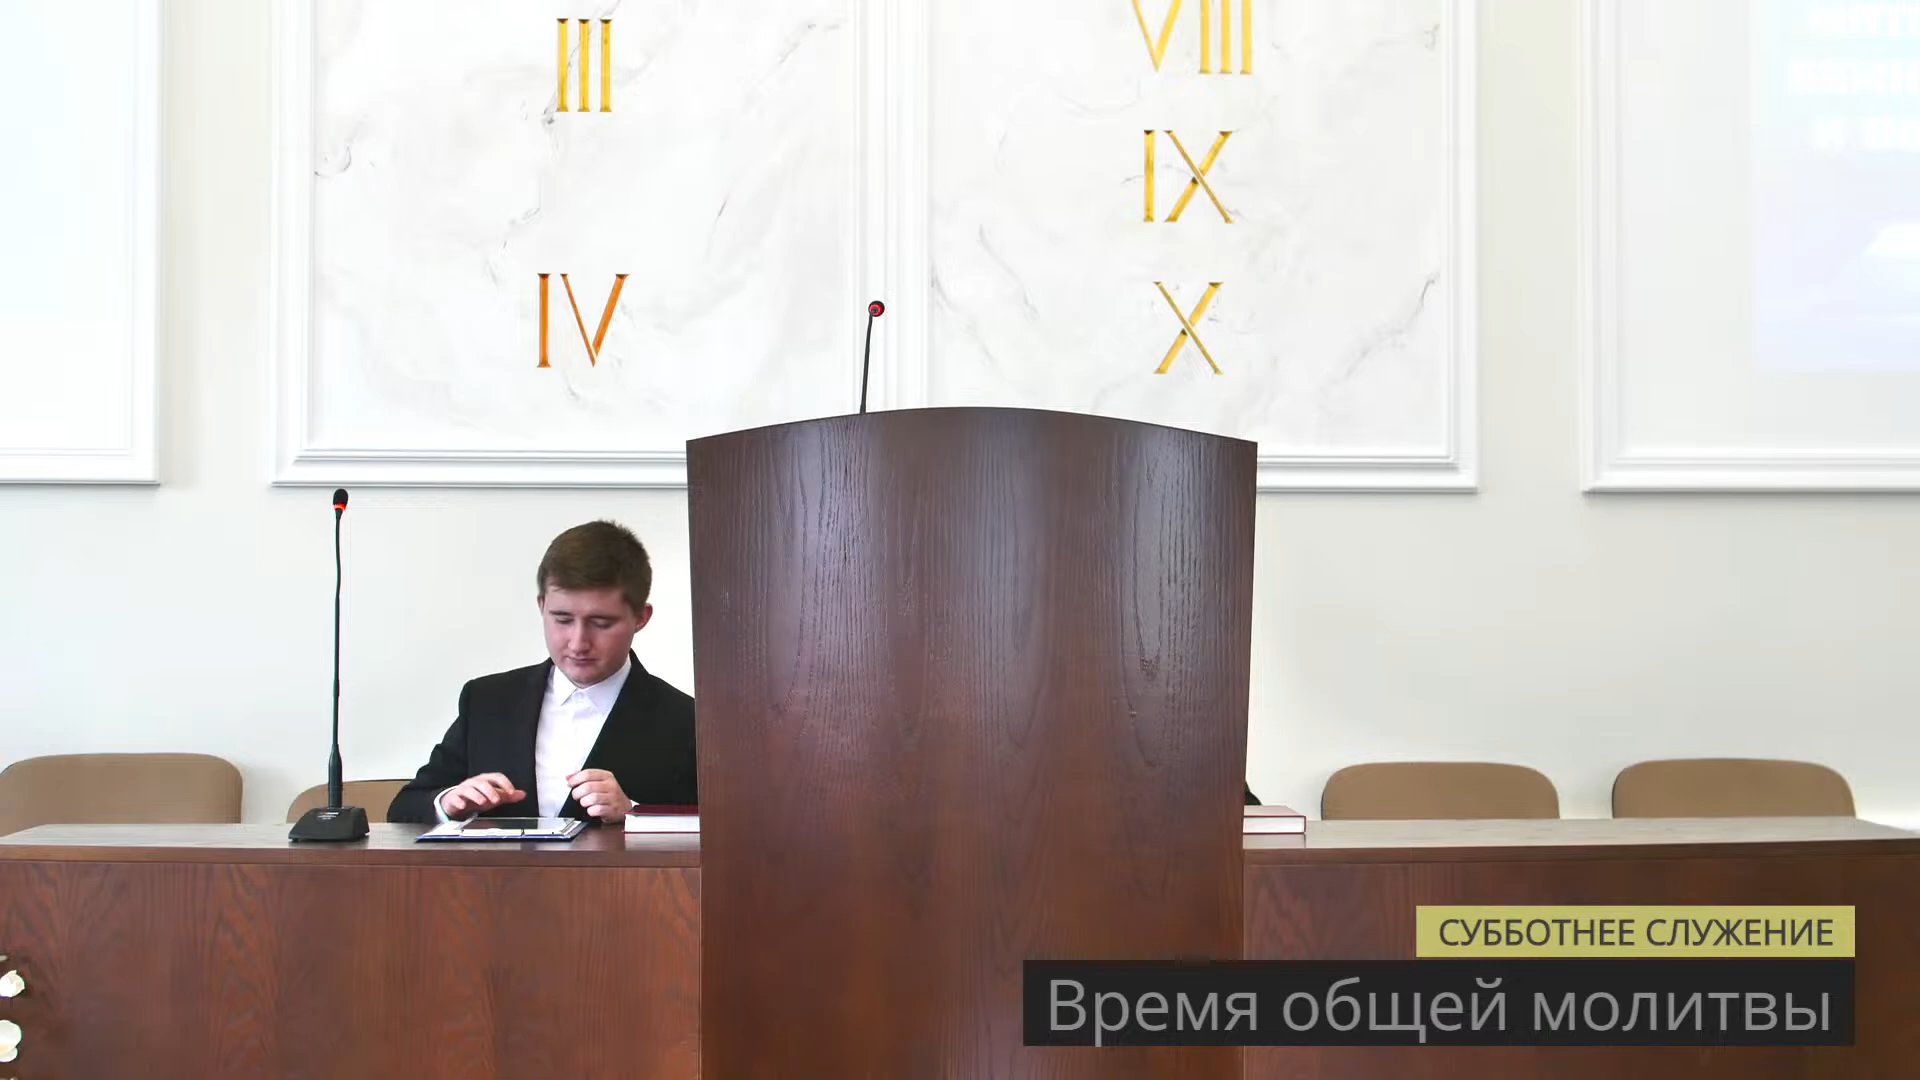 III
VIII
IV
IX
X
СУББОТНЕЕ СЛУЖЕНИЕ
Время общей молитвы